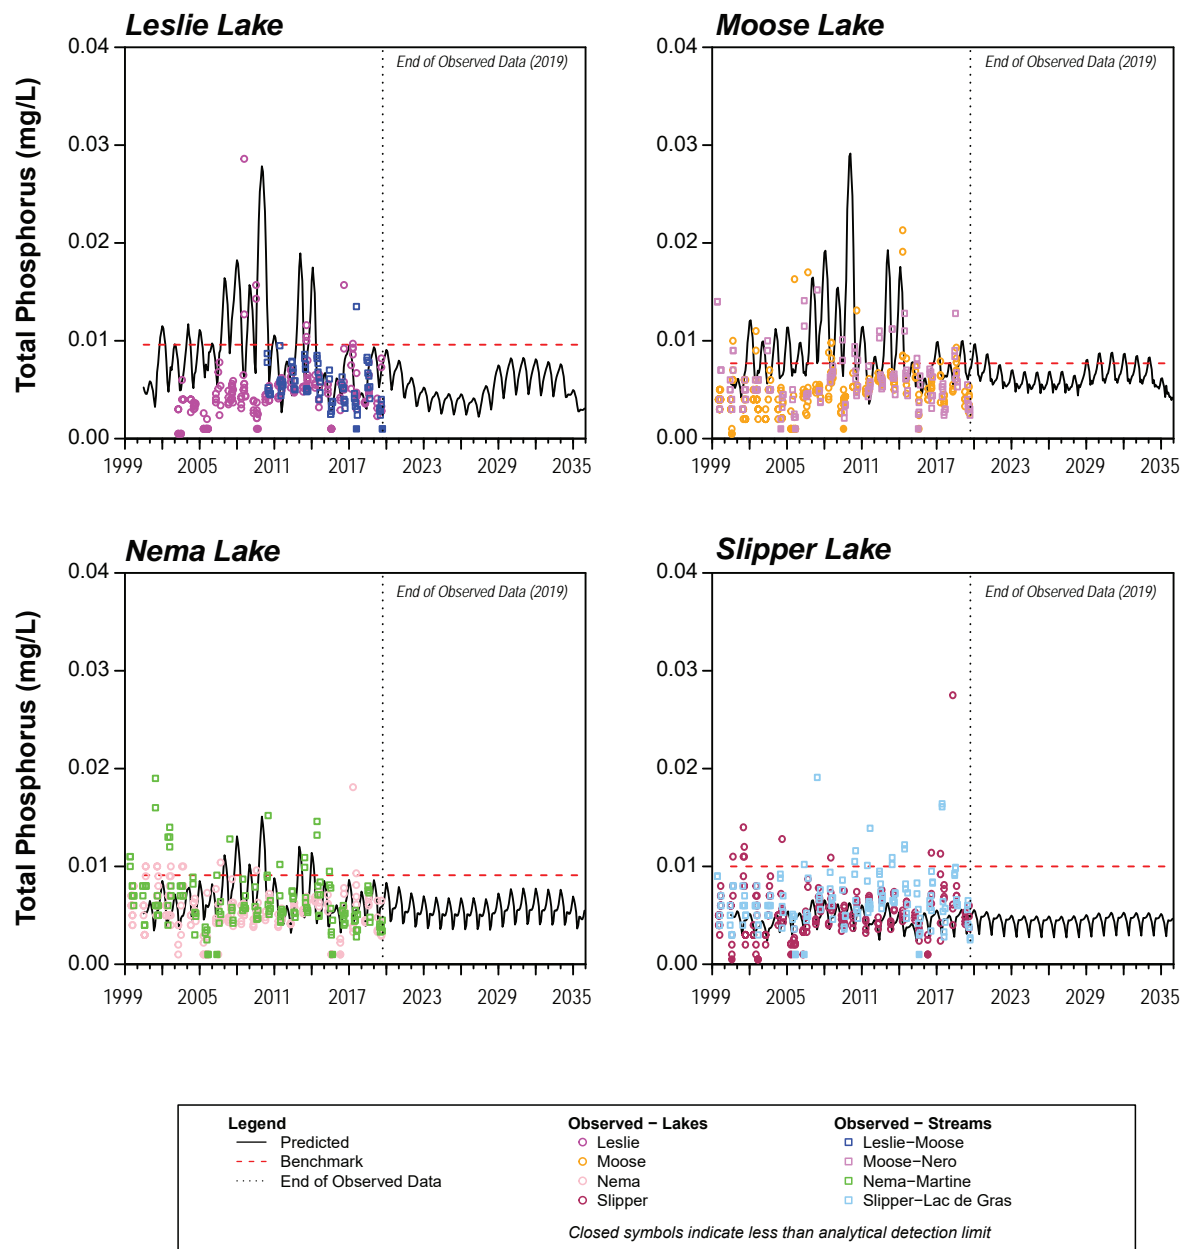 Leslie Lake
Moose Lake
Total Phosphorus (mg/L)
0.04
0.03
0.02
0.01
0.00
End of Observed Data (2019)
1999 2005 2011 2017 2023 2029 2035
0.04
0.03
0.02
0.01
0.00
End of Observed Data (2019)
1999 2005 2011 2017 2023 2029 2035
Nema Lake
Slipper Lake
Total Phosphorus (mg/L)
0.04
0.03
0.02
0.01
0.00
End of Observed Data (2019)
1999 2005 2011 2017 2023 2029 2035
0.04
0.03
0.02
0.01
0.00
End of Observed Data (2019)
1999 2005 2011 2017 2023 2029 2035
Legend
Predicted
Benchmark
End of Observed Data
Observed − Lakes
Leslie
Moose
Nema
Slipper
Observed − Streams
Leslie−Moose
Moose−Nero
Nema−Martine
Slipper−Lac de Gras
Closed symbols indicate less than analytical detection limit